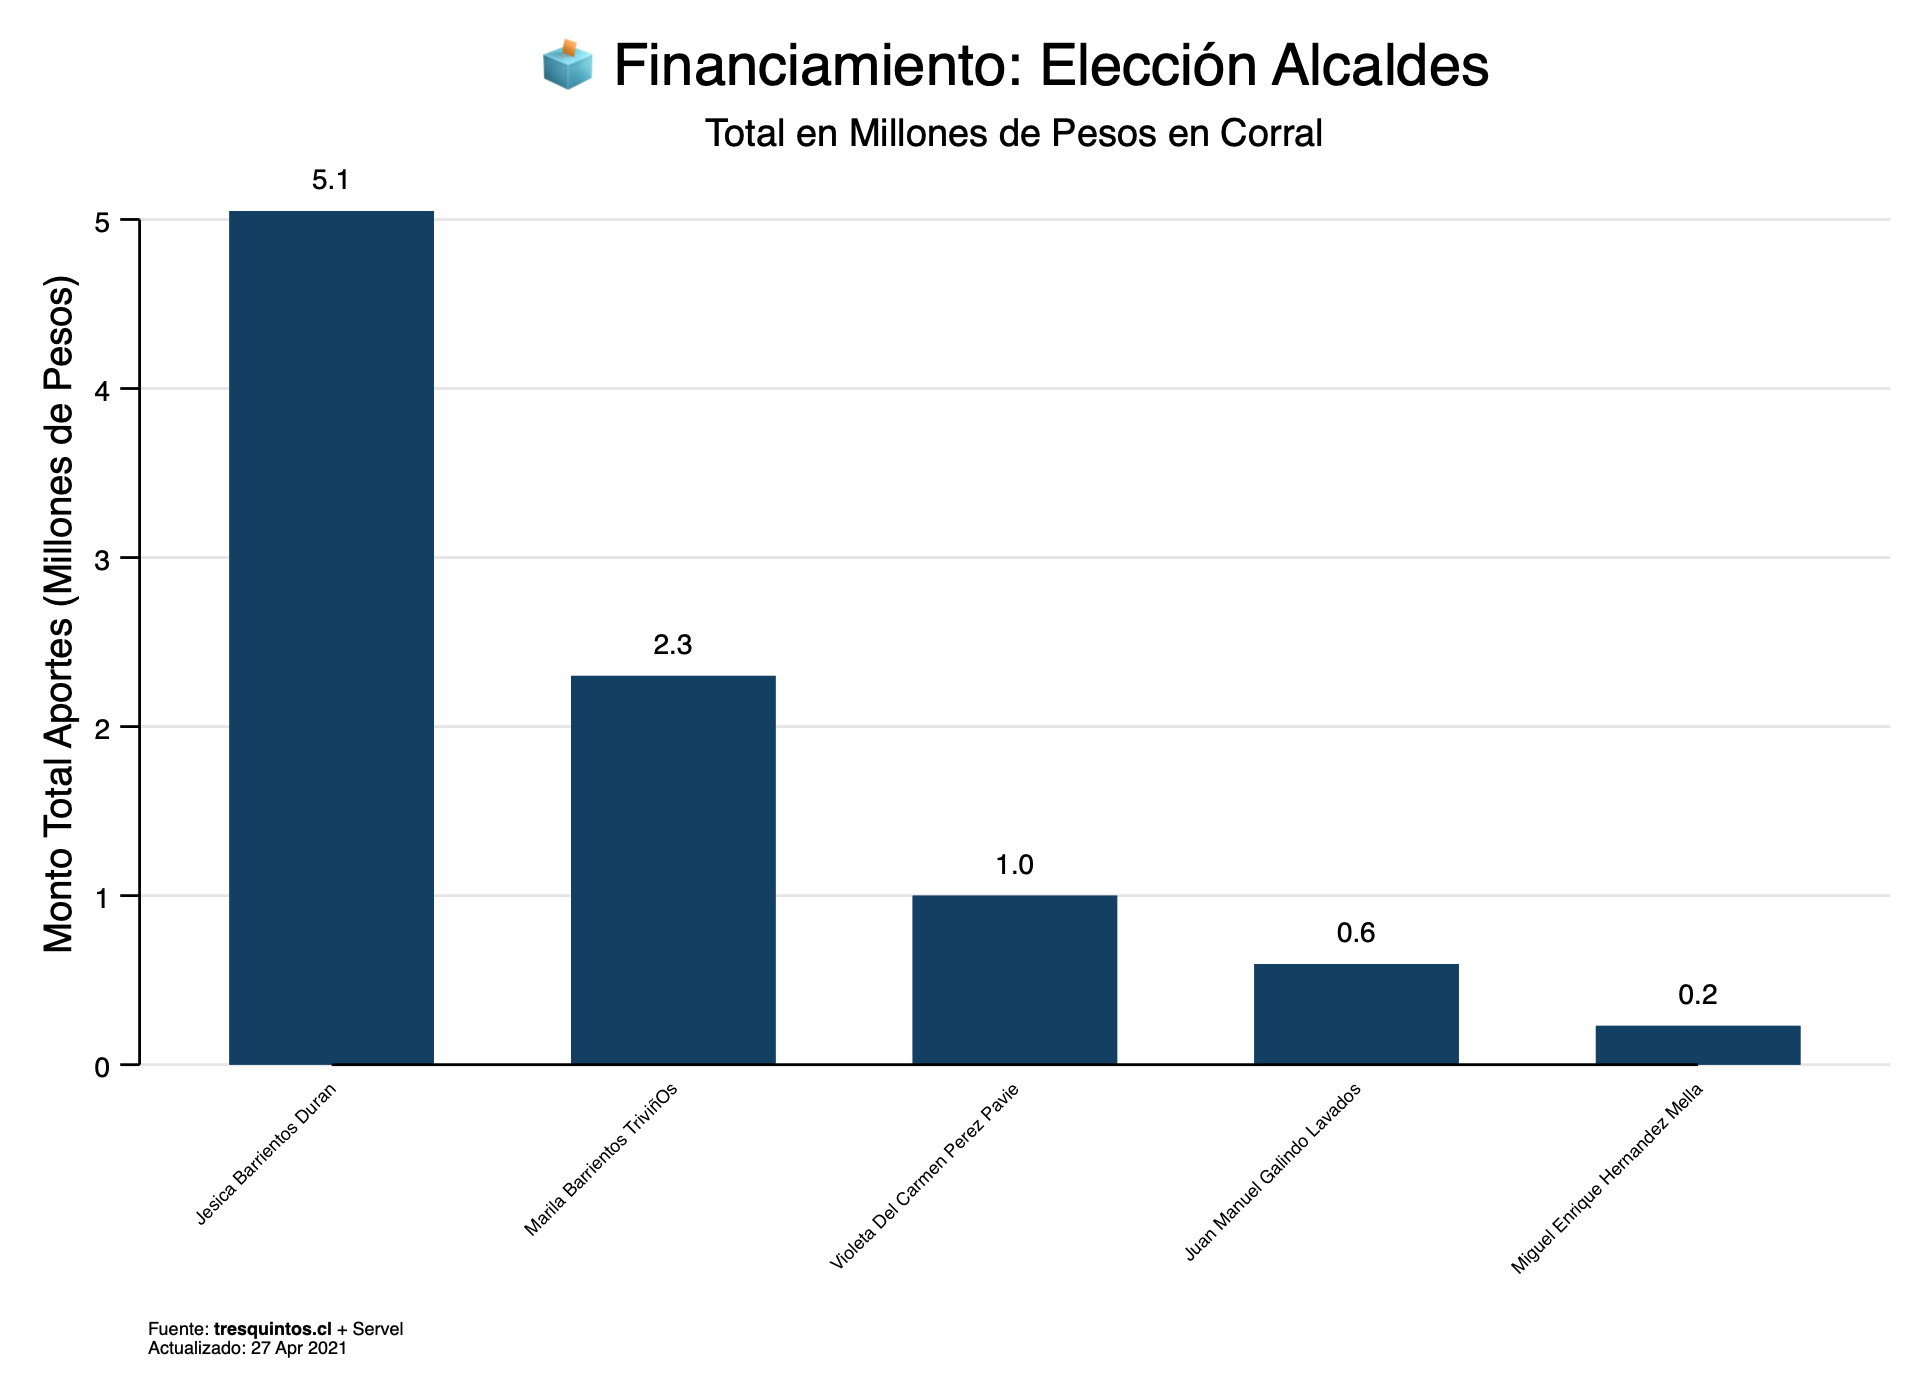 Financiamiento: Elección Alcaldes
Total en Millones de Pesos en Corral
Monto Total Aportes (Millones de Pesos)
5
4
3
2
1
0
5.1
2.3
1.0
0.6
0.2
Jesica Barrientos Duran
Marila Barrientos TriviñOs
Violeta Del Carmen Perez Pavie
Juan Manuel Galindo Lavados
Miguel Enrique Hernandez Mella
Fuente: tresquintos.cl + Servel
Actualizado: 27 Apr 2021